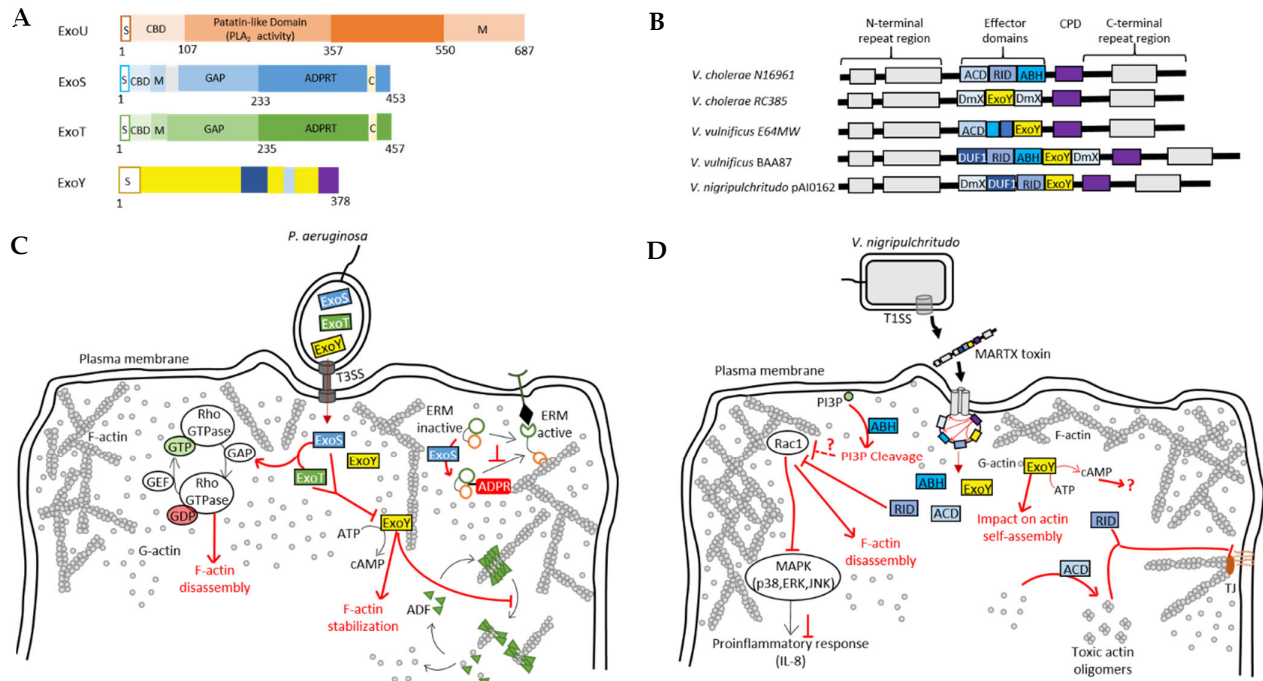 A
ExoU
S
CBD
Patatin-like Domain
(PLA₂ activity)
M
1
107
357
550
687
ExoS
S
CBD
M
GAP
ADPRT
C
1
233
453
ExoT
S
CBD
M
GAP
ADPRT
C
1
235
457
ExoY
S
1
378
B
N-terminal
repeat region
Effector
domains
CPD
C-terminal
repeat region
V. cholerae N16961
ACD
RID
ABH
V. cholerae RC385
DmX
ExoY
DmX
V. vulnificus E64MW
ACD
ExoY
V. vulnificus BAA87
DUF1
RID
ABH
ExoY
DmX
V. nigripulchritudo pAI0162
DmX
DUF1
RID
ExoY
C
P. aeruginosa
ExoS
ExoT
ExoY
T3SS
Plasma membrane
F-actin
Rho
GTPase
GTP
GAP
GEF
Rho
GTPase
GDP
G-actin
F-actin
disassembly
ExoS
ExoY
ExoT
ExoY
ATP
cAMP
F-actin
stabilization
ADF
ERM
inactive
ExoS
ADPR
ERM
active
D
V. nigripulchritudo
T1SS
MARTX toxin
Plasma membrane
PI3P
ABH
PI3P Cleavage
?
Rac1
F-actin
G-actin
ExoY
cAMP
ATP
?
ABH
ExoY
RID
ACD
Impact on actin
self-assembly
RID
F-actin
disassembly
MAPK
(p38,ERK,JNK)
ACD
TJ
Proinflammatory response
(IL-8)
Toxic actin
oligomers